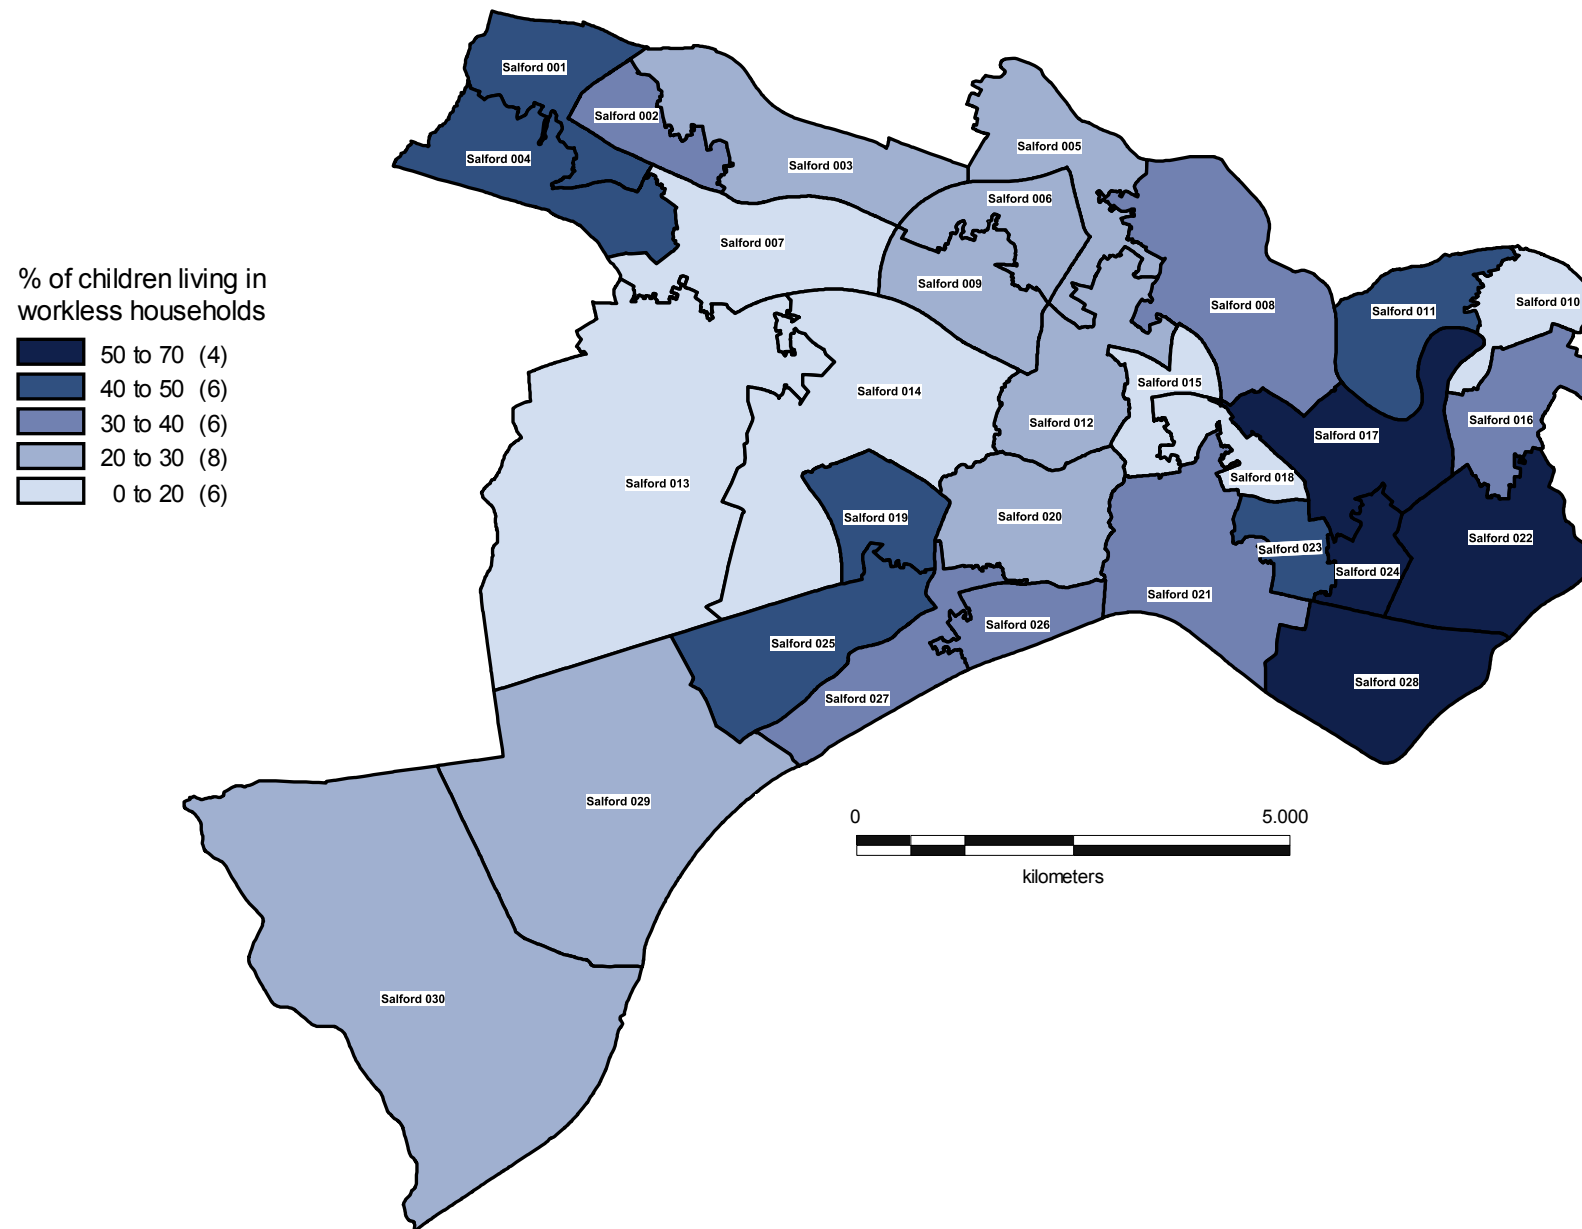 % of children living in
workless households
50 to 70 (4)
40 to 50 (6)
30 to 40 (6)
20 to 30 (8)
0 to 20 (6)
Salford 001
Salford 002
Salford 004
Salford 003
Salford 005
Salford 006
Salford 007
Salford 009
Salford 008
Salford 011
Salford 010
Salford 015
Salford 014
Salford 012
Salford 017
Salford 016
Salford 013
Salford 018
Salford 019
Salford 020
Salford 022
Salford 023
Salford 024
Salford 021
Salford 026
Salford 025
Salford 028
Salford 027
Salford 029
Salford 030
0 5.000
kilometers